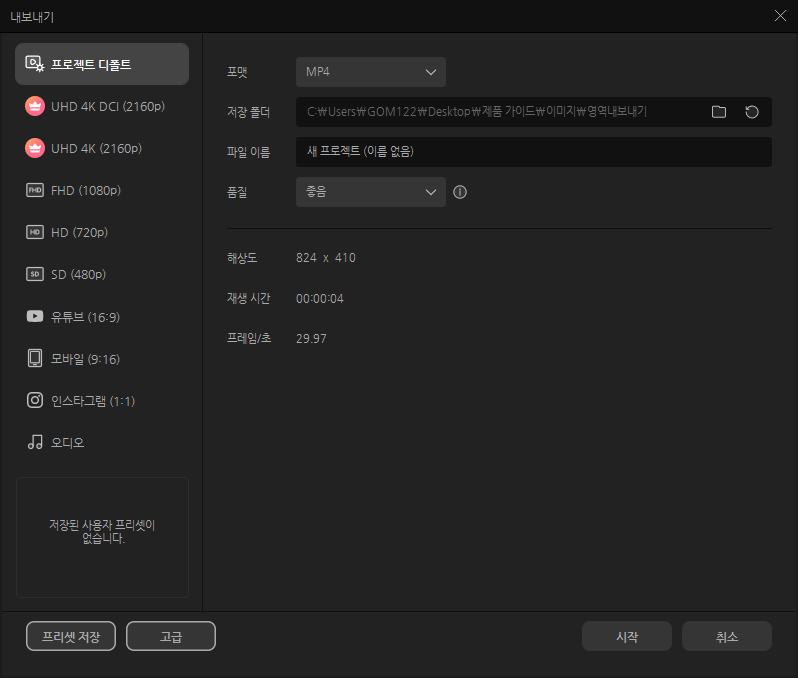 내보내기
프로젝트 디폴트
UHD 4K DCI (2160p)
UHD 4K (2160p)
FHD FHD (1080p)
HD HD (720p)
SD SD (480p)
유튜브 (16:9)
모바일 (9:16)
인스타그램 (1:1)
오디오
저장된 사용자 프리셋이
없습니다.
포맷 MP4
저장 폴더 C:₩Users₩GOM122₩Desktop₩제품 가이드₩이미지₩영역내보내기
파일 이름 새 프로젝트 (이름 없음)
품질 좋음
해상도 824 x 410
재생 시간 00:00:04
프레임/초 29.97
프리셋 저장 고급 시작 취소